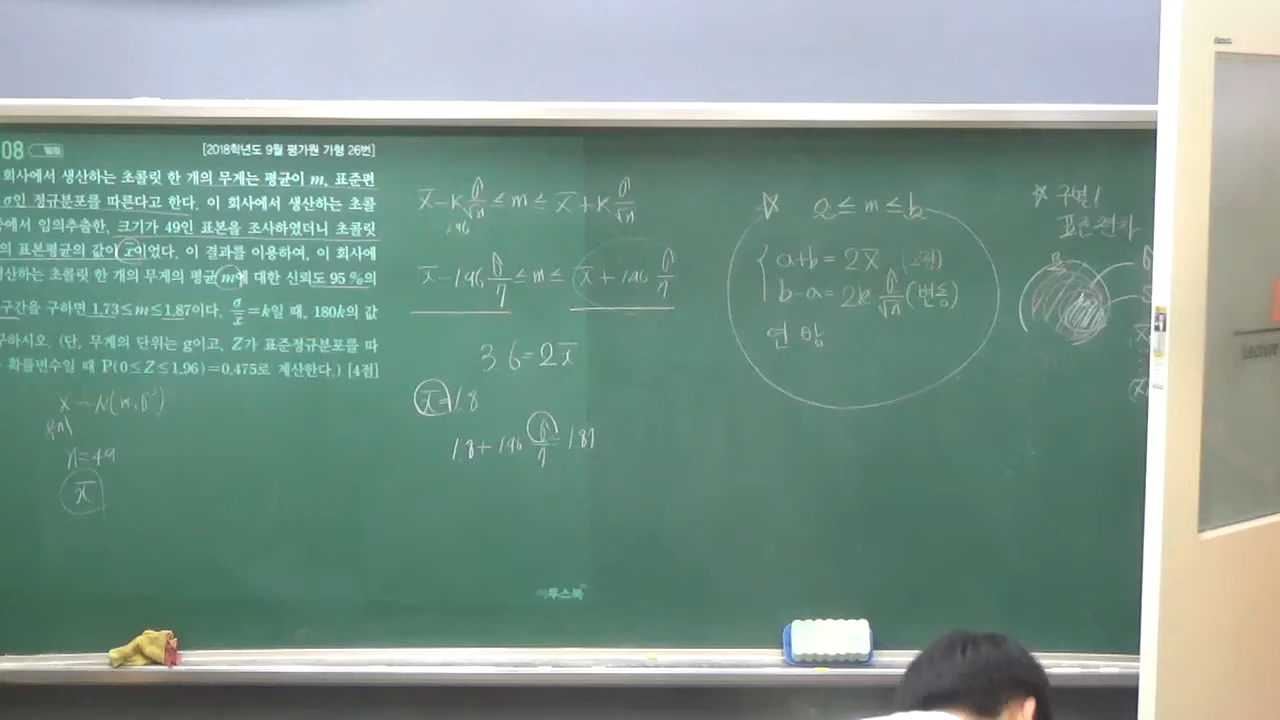 08
[2018학년도 9월 평가원 가형 26번]
회사에서 생산하는 초콜릿 한 개의 무게는 평균이 m, 표준편
σ인 정규분포를 따른다고 한다. 이 회사에서 생산하는 초콜
중에서 임의추출한, 크기가 49인 표본을 조사하였더니 초콜릿
의 표본평균의 값이 x̄이었다. 이 결과를 이용하여, 이 회사에
산하는 초콜릿 한 개의 무게의 평균 m에 대한 신뢰도 95 %의
구간을 구하면 1.73≤m≤1.87이다. σ/x̄=k일 때, 180k의 값
구하시오. (단, 무게의 단위는 g이고, Z가 표준정규분포를 따
확률변수일 때 P(0≤Z≤1.96)=0.475로 계산한다.) [4점]
X ~ N(m, σ²)
n=49
x̄
x̄-k σ/√n ≤ m ≤ x̄+k σ/√n
1.96
x̄-1.96 σ/7 ≤ m ≤ x̄+1.96 σ/7
3.6=2x̄
x̄=1.8
1.8+1.96 σ/7 = 1.87
a ≤ m ≤ b
a+b = 2x̄
b-a = 2k σ/√n
연 방
구별!
표준편차
이투스북